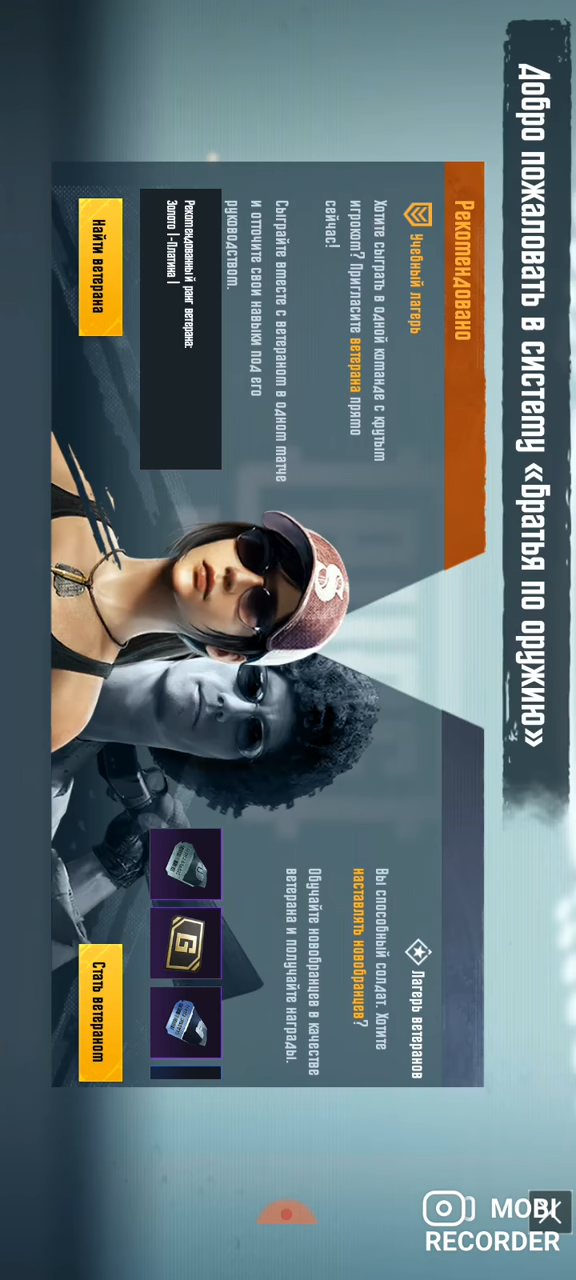 Добро пожаловать в систему «Братья по оружию»
Рекомендовано
Учебный лагерь
Хотите сыграть в одной команде с крутым
игроком? Пригласите ветерана прямо
сейчас!
Сыграйте вместе с ветераном в одном матче
и отточите свои навыки под его
руководством.
Рекомендованный ранг ветерана:
Золото I-Платина I
Найти ветерана
Лагерь ветеранов
Вы способный солдат. Хотите
наставлять новобранцев?
Обучайте новобранцев в качестве
ветерана и получайте награды.
G
Стать ветераном
MOBI
RECORDER